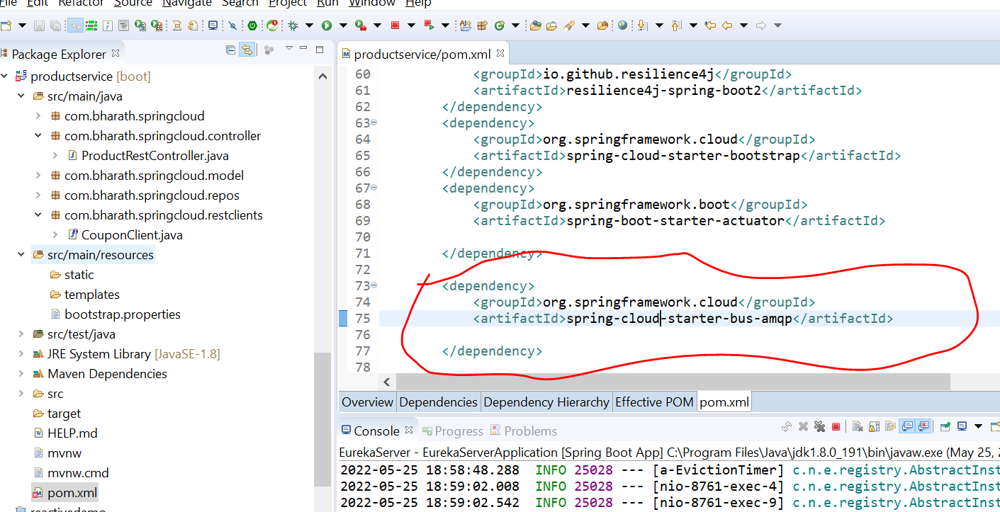 File Edit Refactor Source Navigate Search Project Run Window Help
Package Explorer
productservice [boot]
src/main/java
com.bharath.springcloud
com.bharath.springcloud.controller
ProductRestController.java
com.bharath.springcloud.model
com.bharath.springcloud.repos
com.bharath.springcloud.restclients
CouponClient.java
src/main/resources
static
templates
bootstrap.properties
src/test/java
JRE System Library [JavaSE-1.8]
Maven Dependencies
src
target
HELP.md
mvnw
mvnw.cmd
pom.xml
reactivedemo
productservice/pom.xml
60 <groupId>io.github.resilience4j</groupId>
61 <artifactId>resilience4j-spring-boot2</artifactId>
62 </dependency>
63 <dependency>
64 <groupId>org.springframework.cloud</groupId>
65 <artifactId>spring-cloud-starter-bootstrap</artifactId>
66 </dependency>
67 <dependency>
68 <groupId>org.springframework.boot</groupId>
69 <artifactId>spring-boot-starter-actuator</artifactId>
70
71 </dependency>
72
73 <dependency>
74 <groupId>org.springframework.cloud</groupId>
75 <artifactId>spring-cloud-starter-bus-amqp</artifactId>
76
77 </dependency>
78
Overview Dependencies Dependency Hierarchy Effective POM pom.xml
Console Progress Problems
EurekaServer - EurekaServerApplication [Spring Boot App] C:\Program Files\Java\jdk1.8.0_191\bin\javaw.exe (May 25, 2
2022-05-25 18:58:48.288 INFO 25028 --- [a-EvictionTimer] c.n.e.registry.AbstractInst
2022-05-25 18:59:02.008 INFO 25028 --- [nio-8761-exec-4] c.n.e.registry.AbstractInst
2022-05-25 18:59:02.542 INFO 25028 --- [nio-8761-exec-9] c.n.e.registry.AbstractInst